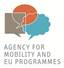 AGENCY FOR
MOBILITY AND
EU PROGRAMMES